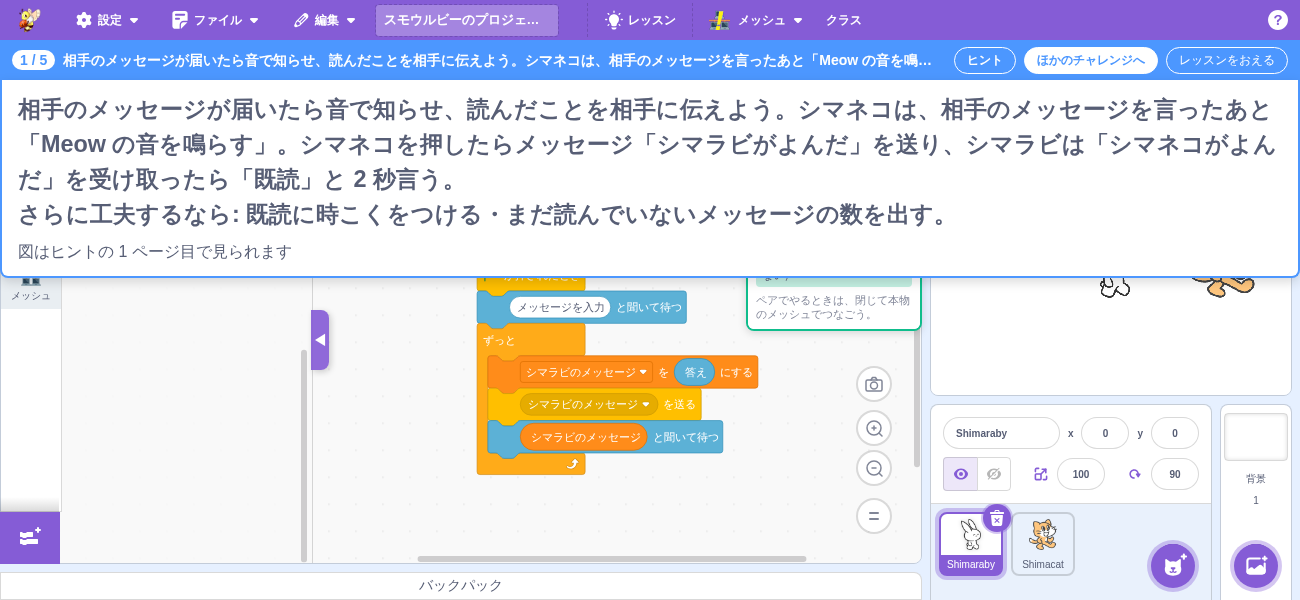 設定 ファイル 編集 スモウルビーのプロジェ… レッスン メッシュ クラス ?
1 / 5 相手のメッセージが届いたら音で知らせ、読んだことを相手に伝えよう。シマネコは、相手のメッセージを言ったあと「Meow の音を鳴… ヒント ほかのチャレンジへ レッスンをおえる
相手のメッセージが届いたら音で知らせ、読んだことを相手に伝えよう。シマネコは、相手のメッセージを言ったあと
「Meow の音を鳴らす」。シマネコを押したらメッセージ「シマラビがよんだ」を送り、シマラビは「シマネコがよん
だ」を受け取ったら「既読」と 2 秒言う。
さらに工夫するなら: 既読に時こくをつける・まだ読んでいないメッセージの数を出す。
図はヒントの 1 ページ目で見られます
メッシュ
メッセージを入力 と聞いて待つ
ずっと
シマラビのメッセージ を 答え にする
シマラビのメッセージ を送る
シマラビのメッセージ と聞いて待つ
ペアでやるときは、閉じて本物
のメッシュでつなごう。
Shimaraby x 0 y 0
100 90
Shimaraby Shimacat
背景
1
バックパック